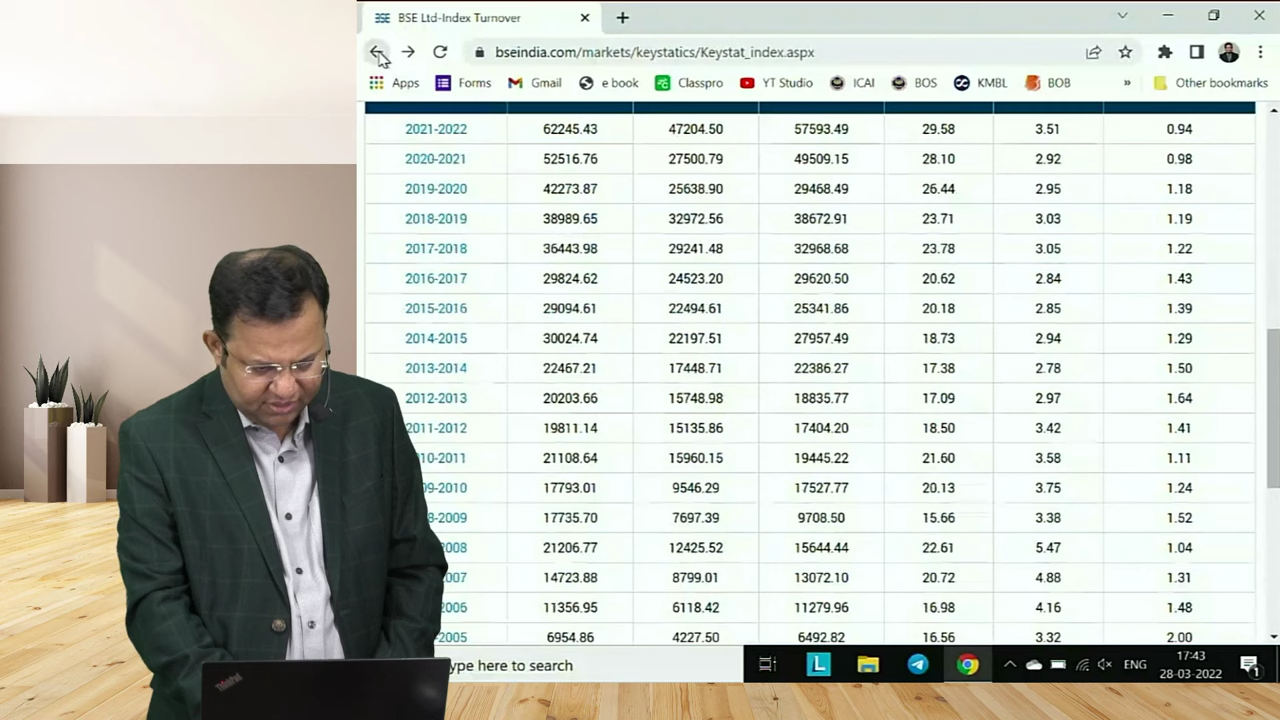 BSE BSE Ltd-Index Turnover
bseindia.com/markets/keystatics/Keystat_index.aspx
Apps Forms Gmail e book Classpro YT Studio ICAI BOS KMBL BOB » Other bookmarks
2021-2022 62245.43 47204.50 57593.49 29.58 3.51 0.94
2020-2021 52516.76 27500.79 49509.15 28.10 2.92 0.98
2019-2020 42273.87 25638.90 29468.49 26.44 2.95 1.18
2018-2019 38989.65 32972.56 38672.91 23.71 3.03 1.19
2017-2018 36443.98 29241.48 32968.68 23.78 3.05 1.22
2016-2017 29824.62 24523.20 29620.50 20.62 2.84 1.43
2015-2016 29094.61 22494.61 25341.86 20.18 2.85 1.39
2014-2015 30024.74 22197.51 27957.49 18.73 2.94 1.29
2013-2014 22467.21 17448.71 22386.27 17.38 2.78 1.50
2012-2013 20203.66 15748.98 18835.77 17.09 2.97 1.64
2011-2012 19811.14 15135.86 17404.20 18.50 3.42 1.41
10-2011 21108.64 15960.15 19445.22 21.60 3.58 1.11
09-2010 17793.01 9546.29 17527.77 20.13 3.75 1.24
8-2009 17735.70 7697.39 9708.50 15.66 3.38 1.52
2008 21206.77 12425.52 15644.44 22.61 5.47 1.04
2007 14723.88 8799.01 13072.10 20.72 4.88 1.31
2006 11356.95 6118.42 11279.96 16.98 4.16 1.48
-2005 6954.86 4227.50 6492.82 16.56 3.32 2.00
ype here to search
L
ENG
17:43
28-03-2022
1
ThinkPad